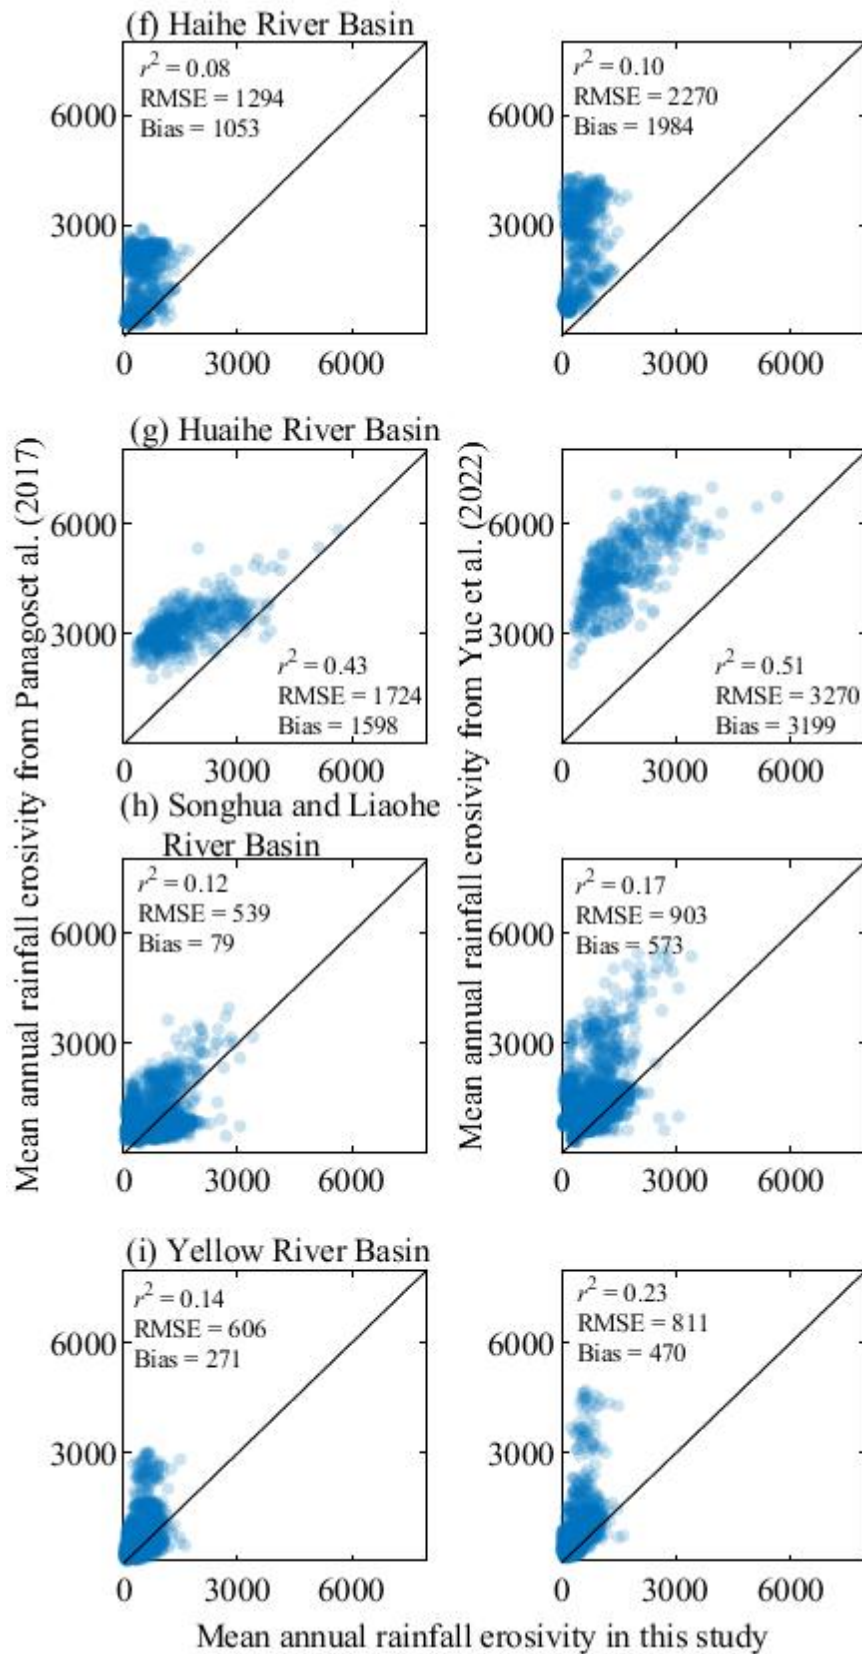 (f) Haihe River Basin
r² = 0.08
RMSE = 1294
Bias = 1053
6000
3000
0
3000
6000
r² = 0.10
RMSE = 2270
Bias = 1984
6000
3000
0
3000
6000
Mean annual rainfall erosivity from Panagoset al. (2017)
Mean annual rainfall erosivity from Yue et al. (2022)
(g) Huaihe River Basin
6000
3000
r² = 0.43
RMSE = 1724
Bias = 1598
0
3000
6000
6000
3000
r² = 0.51
RMSE = 3270
Bias = 3199
0
3000
6000
(h) Songhua and Liaohe
River Basin
r² = 0.12
RMSE = 539
Bias = 79
6000
3000
0
3000
6000
r² = 0.17
RMSE = 903
Bias = 573
6000
3000
0
3000
6000
(i) Yellow River Basin
r² = 0.14
RMSE = 606
Bias = 271
6000
3000
0
3000
6000
r² = 0.23
RMSE = 811
Bias = 470
6000
3000
0
3000
6000
Mean annual rainfall erosivity in this study